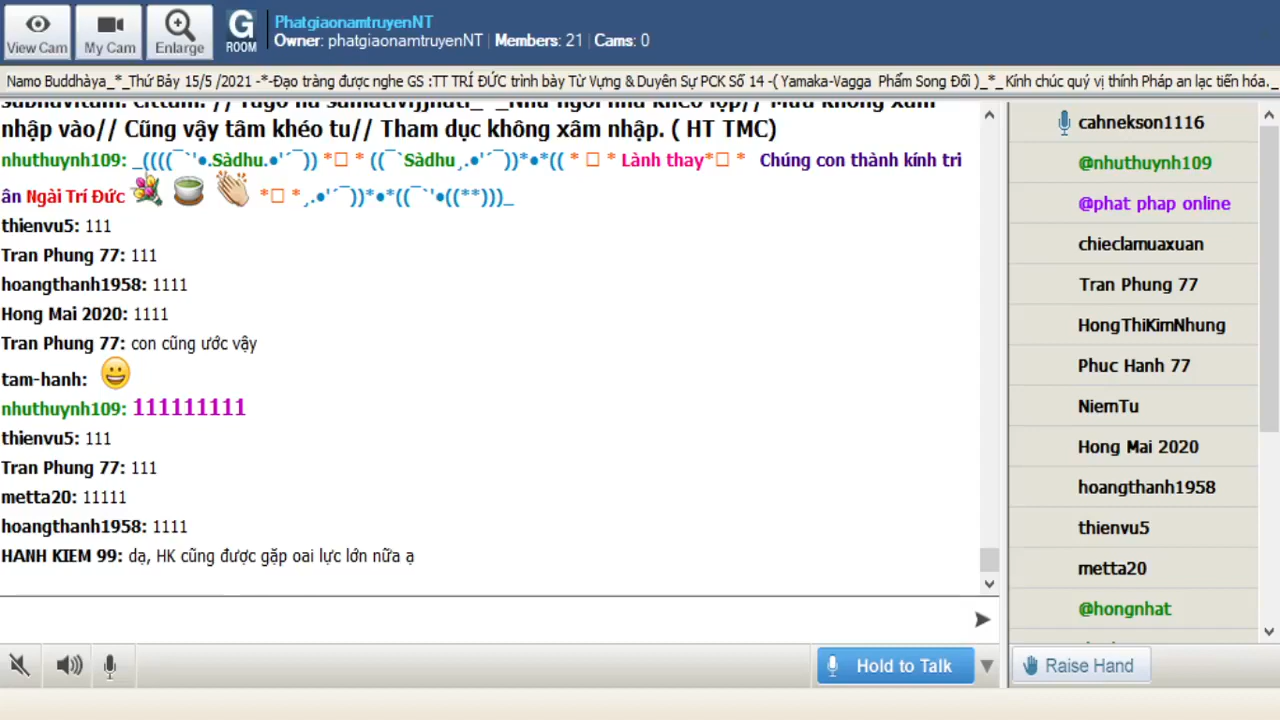 View Cam
My Cam
Enlarge
G
ROOM
PhatgiaonamtruyenNT
Owner: phatgiaonamtruyenNT | Members: 21 | Cams: 0
Namo Buddhàya_*_Thứ Bảy 15/5 /2021 -*-Đạo tràng được nghe GS :TT TRÍ ĐỨC trình bày Từ Vựng & Duyên Sự PCK Số 14 -( Yamaka-Vagga Phẩm Song Đối )_*_ Kính chúc quý vị thính Pháp an lạc tiến hóa._
nhập vào// Cũng vậy tâm khéo tu// Tham dục không xâm nhập. ( HT TMC)
nhuthuynh109: _((((¯`'•.Sàdhu.•'´¯)) *☐ * ((¯`Sàdhu¸.•'´¯))*•*(( * ☐ * Lành thay*☐ * Chúng con thành kính tri
ân Ngài Trí Đức *☐ *¸.•'´¯))*•*((¯`'•((**)))_
thienvu5: 111
Tran Phung 77: 111
hoangthanh1958: 1111
Hong Mai 2020: 1111
Tran Phung 77: con cũng ước vậy
tam-hanh:
nhuthuynh109: 111111111
thienvu5: 111
Tran Phung 77: 111
metta20: 11111
hoangthanh1958: 1111
HANH KIEM 99: dạ, HK cũng được gặp oai lực lớn nữa ạ
cahnekson1116
@nhuthuynh109
@phat phap online
chieclamuaxuan
Tran Phung 77
HongThiKimNhung
Phuc Hanh 77
NiemTu
Hong Mai 2020
hoangthanh1958
thienvu5
metta20
@hongnhat
Hold to Talk
Raise Hand